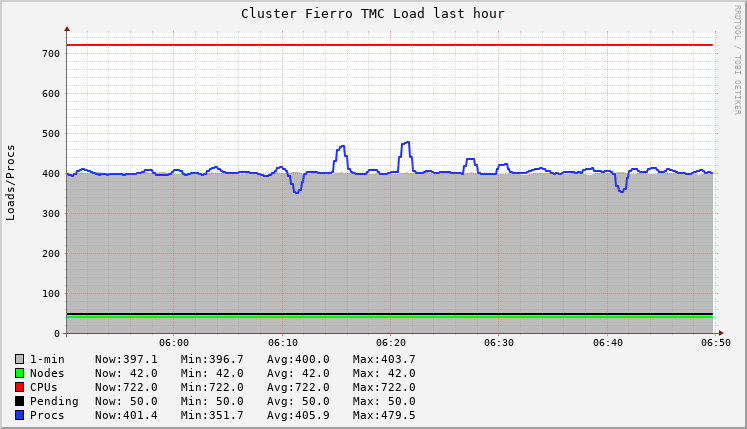 Cluster Fierro TMC Load last hour
RRDTOOL / TOBI OETIKER
Loads/Procs
700
600
500
400
300
200
100
0
06:00 06:10 06:20 06:30 06:40 06:50
1-min Now:397.1 Min:396.7 Avg:400.0 Max:403.7
Nodes Now: 42.0 Min: 42.0 Avg: 42.0 Max: 42.0
CPUs Now:722.0 Min:722.0 Avg:722.0 Max:722.0
Pending Now: 50.0 Min: 50.0 Avg: 50.0 Max: 50.0
Procs Now:401.4 Min:351.7 Avg:405.9 Max:479.5